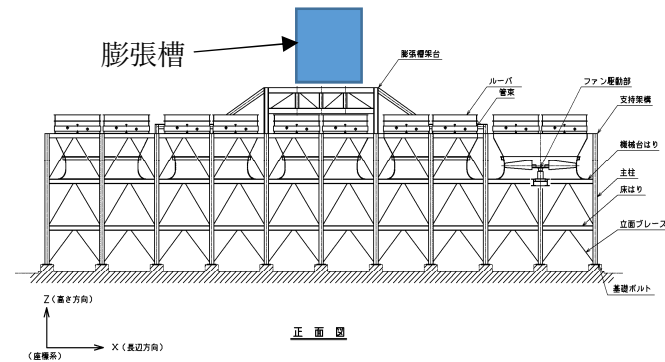 膨張槽
膨張槽架台
ルーバ
管束
ファン駆動部
支持架構
機械台はり
主柱
床はり
立面ブレース
基礎ボルト
Z(高さ方向)
X(長辺方向)
(座標系)
正面図